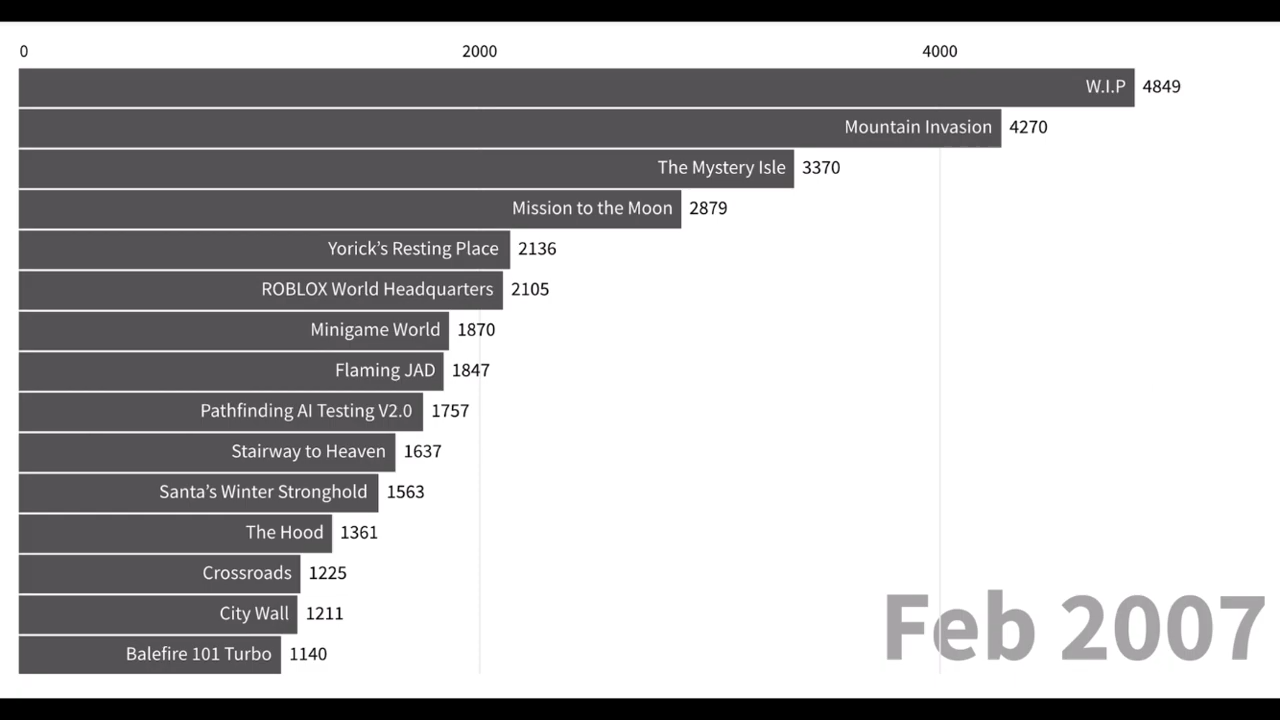 0 2000 4000
W.I.P 4849
Mountain Invasion 4270
The Mystery Isle 3370
Mission to the Moon 2879
Yorick’s Resting Place 2136
ROBLOX World Headquarters 2105
Minigame World 1870
Flaming JAD 1847
Pathfinding AI Testing V2.0 1757
Stairway to Heaven 1637
Santa’s Winter Stronghold 1563
The Hood 1361
Crossroads 1225
City Wall 1211
Balefire 101 Turbo 1140
Feb 2007